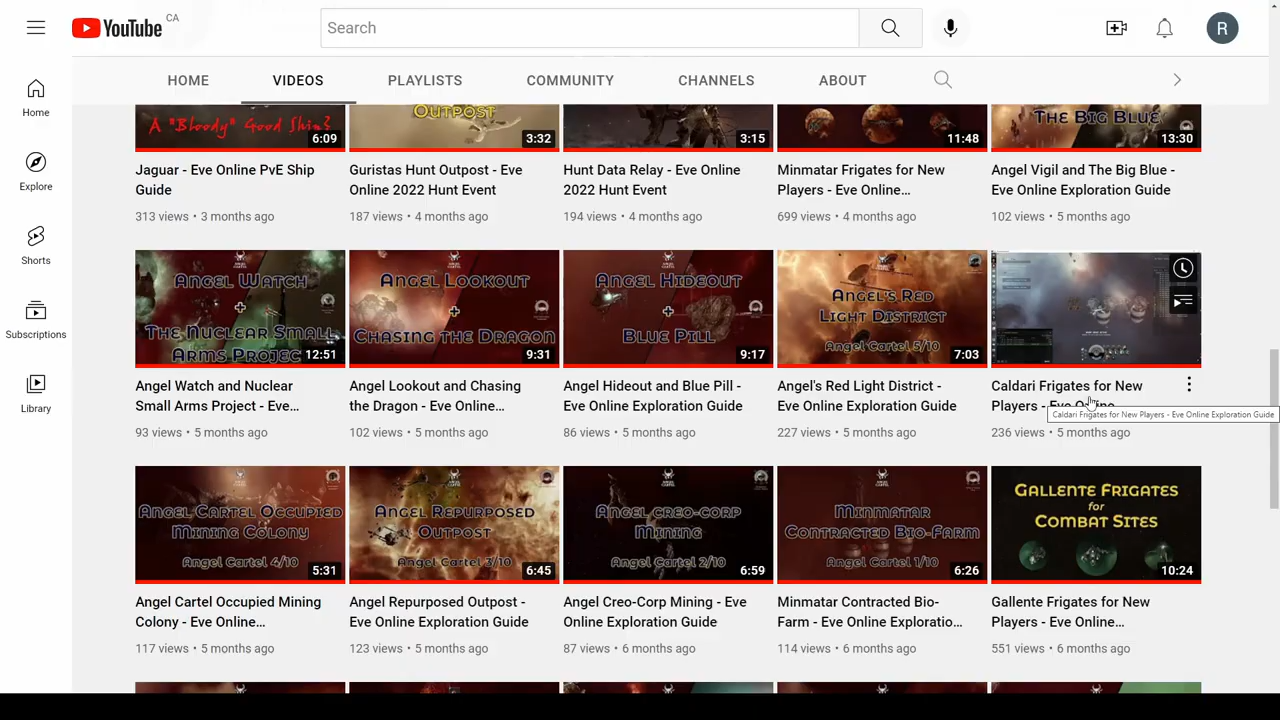 YouTube
CA
Search
R
HOME
VIDEOS
PLAYLISTS
COMMUNITY
CHANNELS
ABOUT
Home
Explore
Shorts
Subscriptions
Library
A "Bloody" Good Skin?
6:09
Jaguar - Eve Online PvE Ship
Guide
313 views • 3 months ago
Outpost
3:32
Guristas Hunt Outpost - Eve
Online 2022 Hunt Event
187 views • 4 months ago
3:15
Hunt Data Relay - Eve Online
2022 Hunt Event
194 views • 4 months ago
11:48
Minmatar Frigates for New
Players - Eve Online…
699 views • 4 months ago
The Big Blue
13:30
Angel Vigil and The Big Blue -
Eve Online Exploration Guide
102 views • 5 months ago
Angel Watch
+
The Nuclear Small
Arms Projec
12:51
Angel Watch and Nuclear
Small Arms Project - Eve…
93 views • 5 months ago
Angel Lookout
+
Chasing the Dragon
9:31
Angel Lookout and Chasing
the Dragon - Eve Online…
102 views • 5 months ago
Angel Hideout
+
Blue Pill
9:17
Angel Hideout and Blue Pill -
Eve Online Exploration Guide
86 views • 5 months ago
Angel's Red
Light District
Angel Cartel 5/10
7:03
Angel's Red Light District -
Eve Online Exploration Guide
227 views • 5 months ago
Caldari Frigates for New
Players - Eve Online
Caldari Frigates for New Players - Eve Online Exploration Guide
236 views • 5 months ago
Angel Cartel Occupied
Mining Colony
Angel Cartel 4/10
5:31
Angel Cartel Occupied Mining
Colony - Eve Online…
117 views • 5 months ago
Angel Repurposed
Outpost
Angel Cartel 3/10
6:45
Angel Repurposed Outpost -
Eve Online Exploration Guide
123 views • 5 months ago
Angel Creo-Corp
Mining
Angel Cartel 2/10
6:59
Angel Creo-Corp Mining - Eve
Online Exploration Guide
87 views • 6 months ago
Minmatar
Contracted Bio-Farm
Angel Cartel 1/10
6:26
Minmatar Contracted Bio-
Farm - Eve Online Exploratio…
114 views • 6 months ago
Gallente Frigates
for
Combat Sites
10:24
Gallente Frigates for New
Players - Eve Online…
551 views • 6 months ago